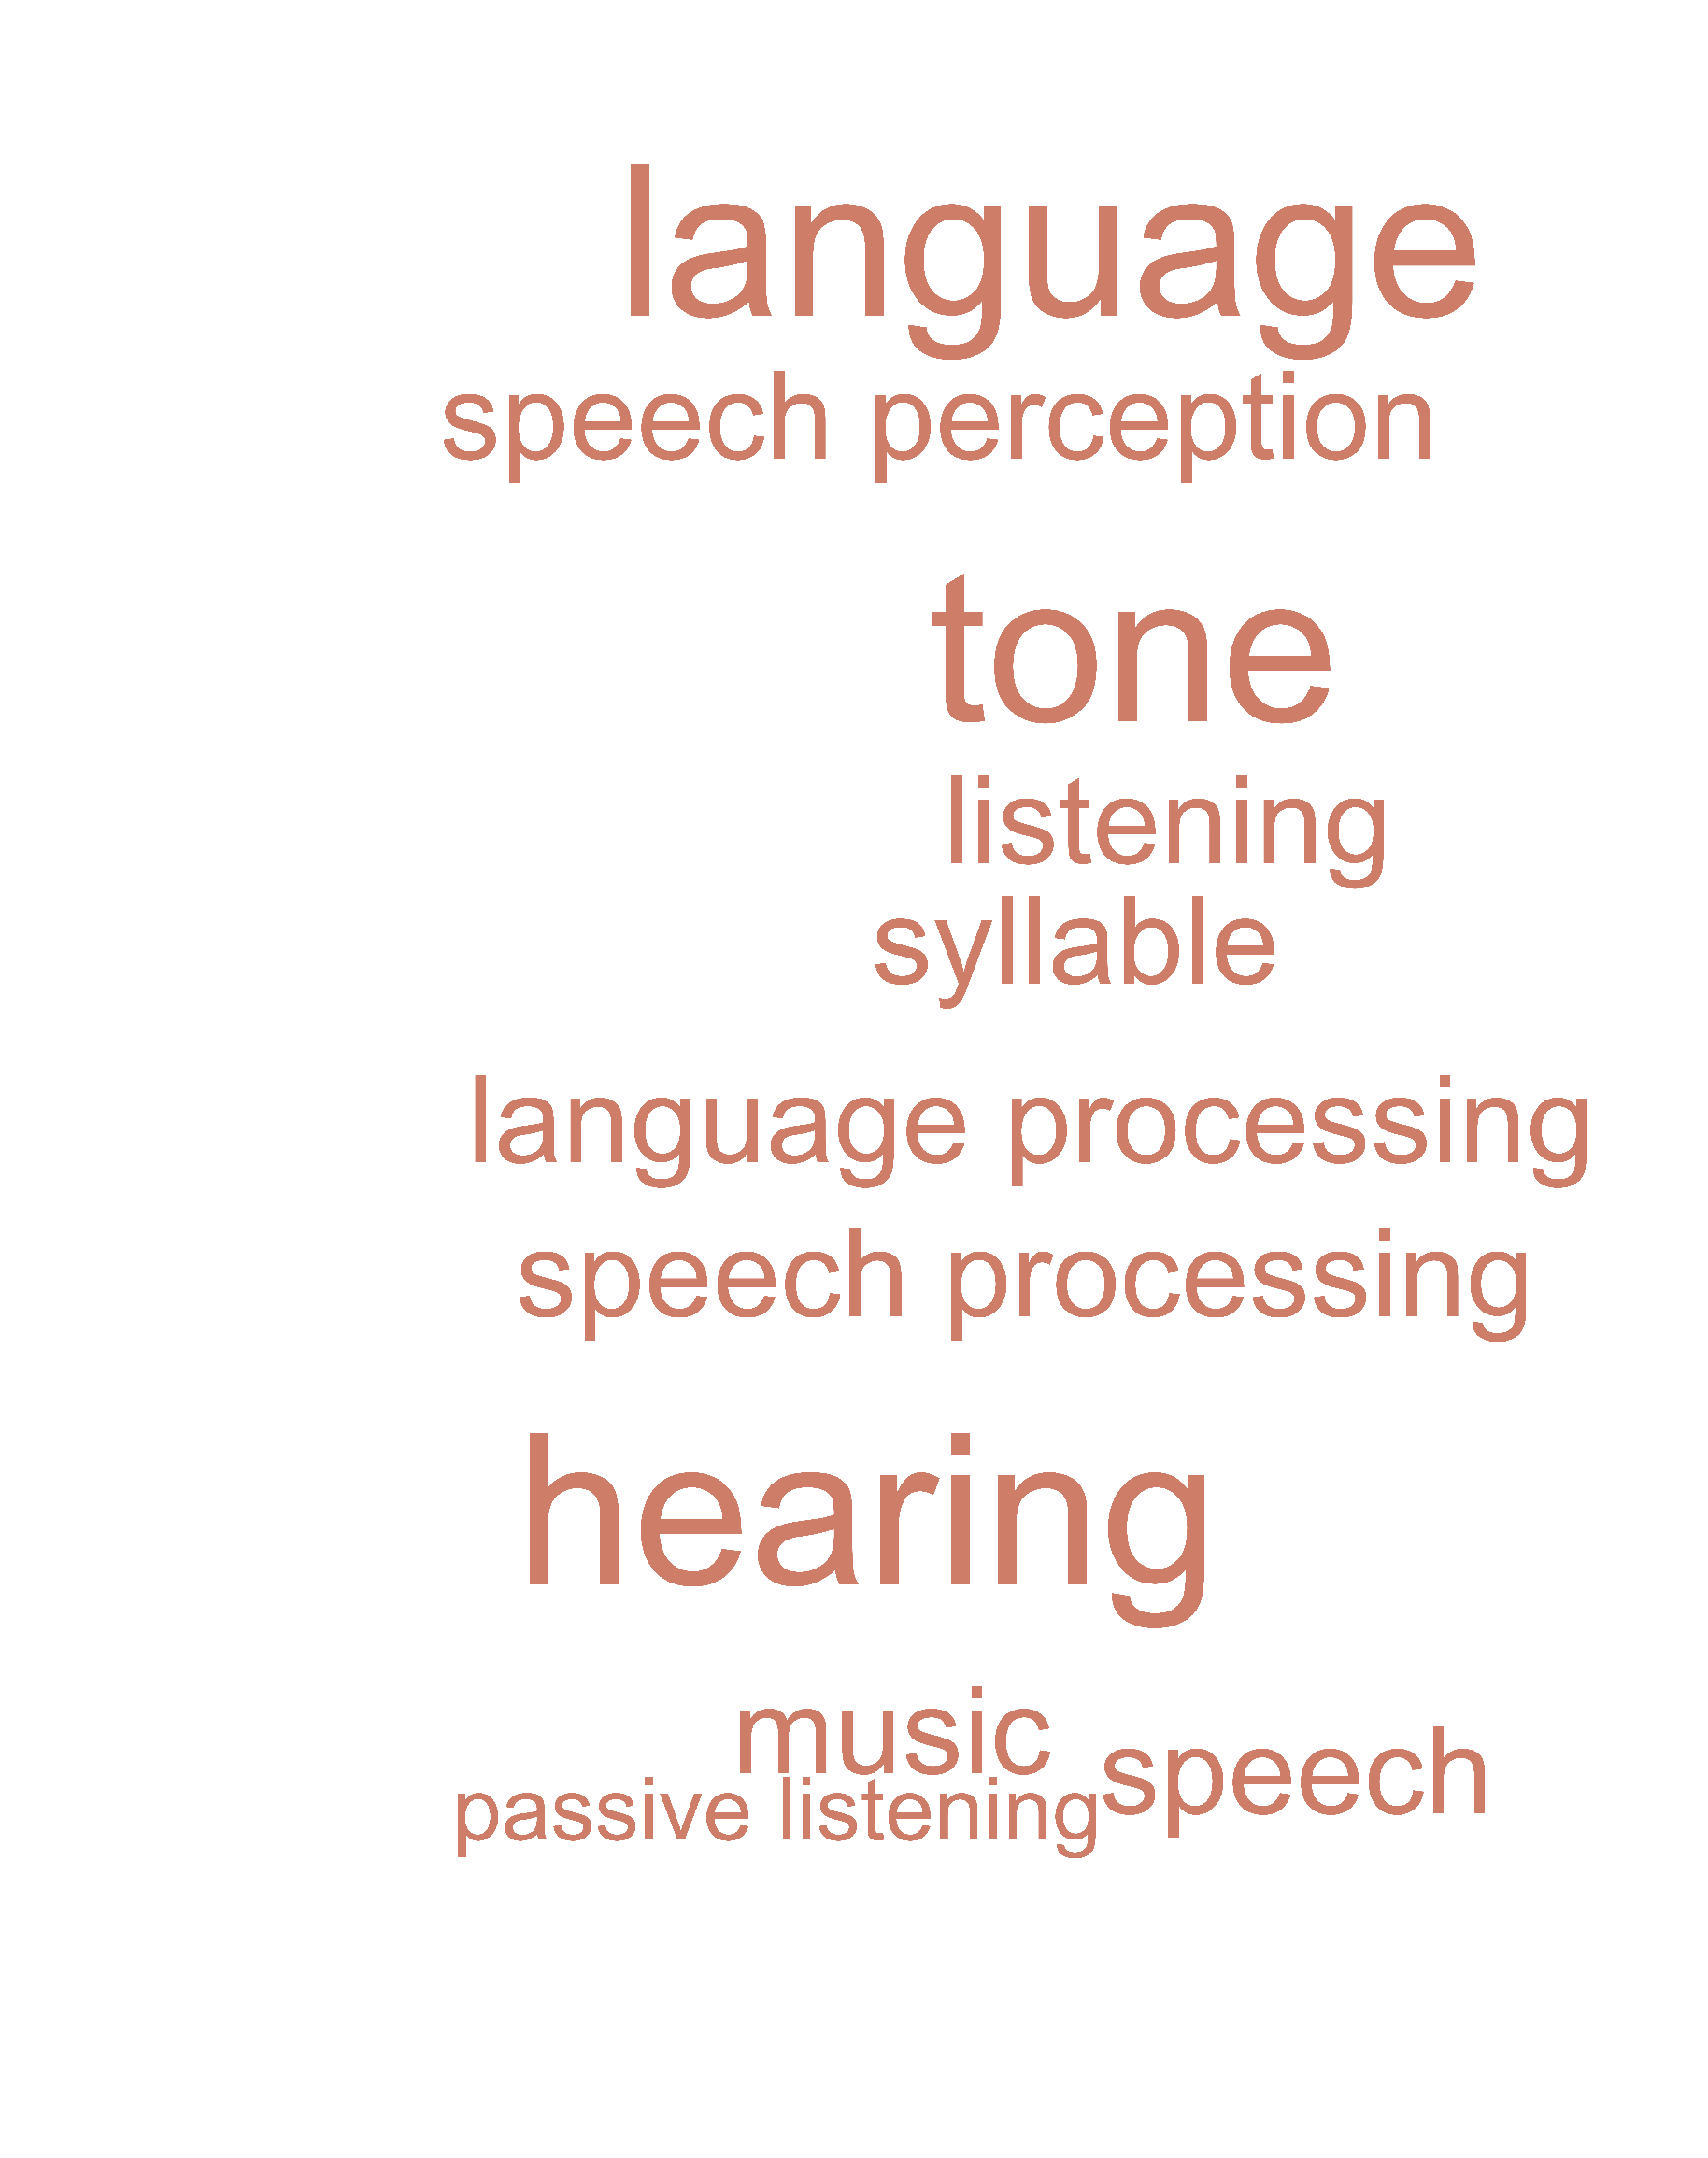 language
speech perception
tone
listening
syllable
language processing
speech processing
hearing
music
speech
passive listening